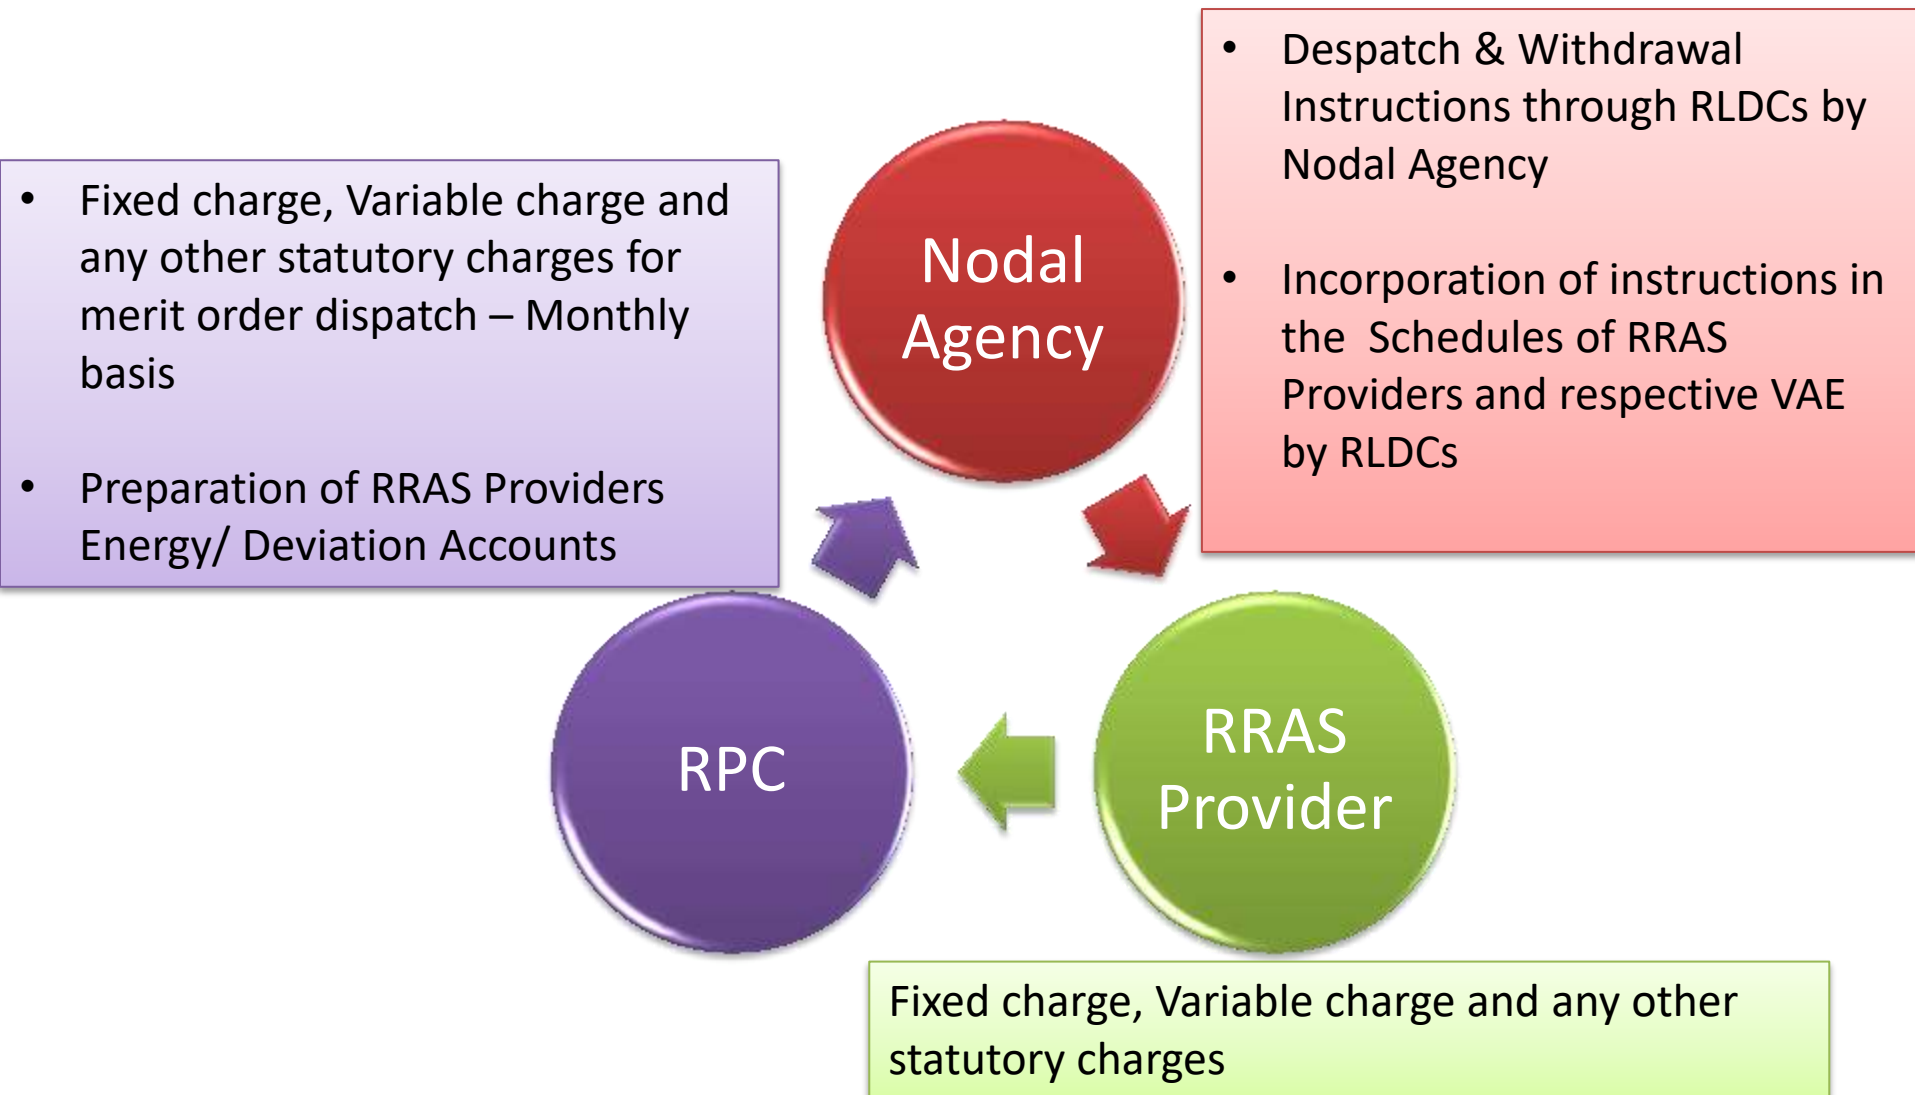 • Despatch & Withdrawal
Instructions through RLDCs by
Nodal Agency
• Incorporation of instructions in
the Schedules of RRAS
Providers and respective VAE
by RLDCs
• Fixed charge, Variable charge and
any other statutory charges for
merit order dispatch – Monthly
basis
• Preparation of RRAS Providers
Energy/ Deviation Accounts
Nodal
Agency
RPC
RRAS
Provider
Fixed charge, Variable charge and any other
statutory charges